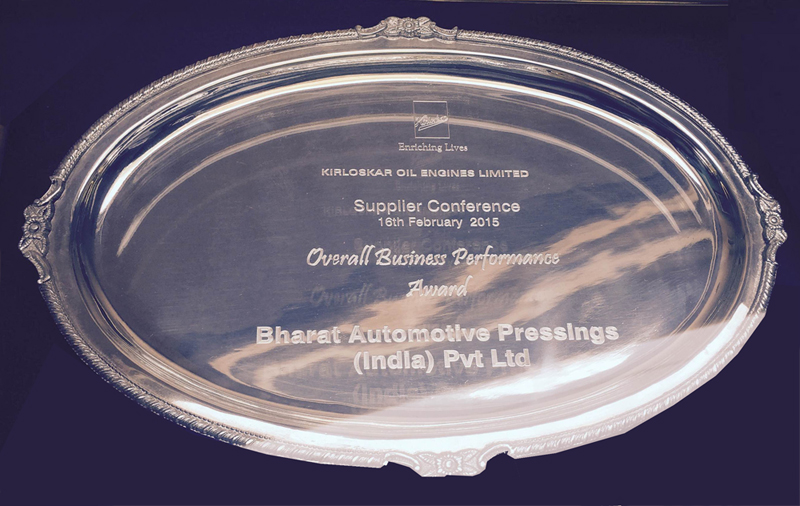 Enriching Lives
KIRLOSKAR OIL ENGINES LIMITED
Supplier Conference
16th February 2015
Overall Business Performance
Award
Bharat Automotive Pressings
(India) Pvt Ltd